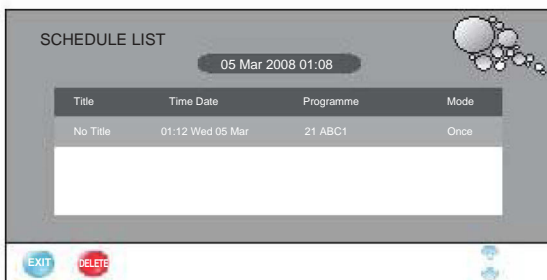 SCHEDULE LIST
05 Mar 2008 01:08
Title Time Date Programme Mode
No Title 01:12 Wed 05 Mar 21 ABC1 Once
EXIT DELETE